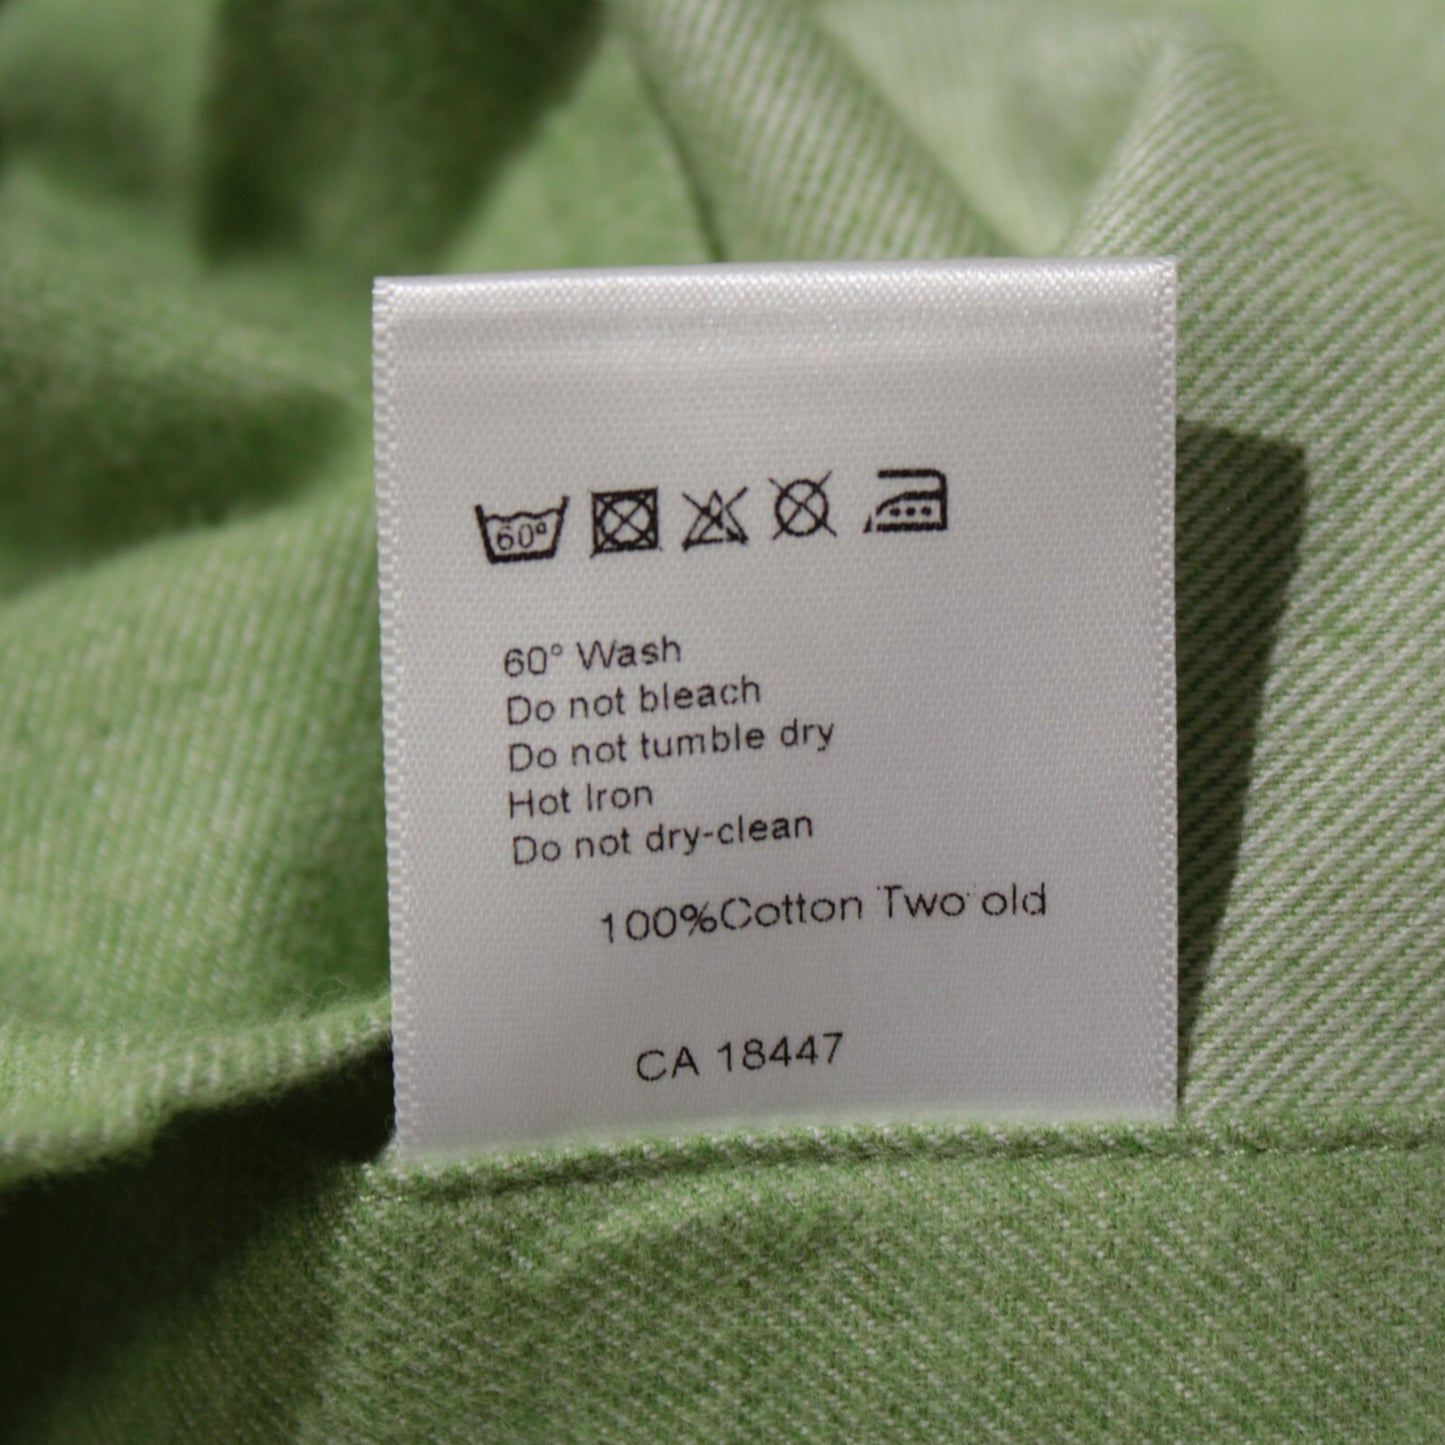 60°
60° Wash
Do not bleach
Do not tumble dry
Hot Iron
Do not dry-clean
100%Cotton Two old
CA 18447